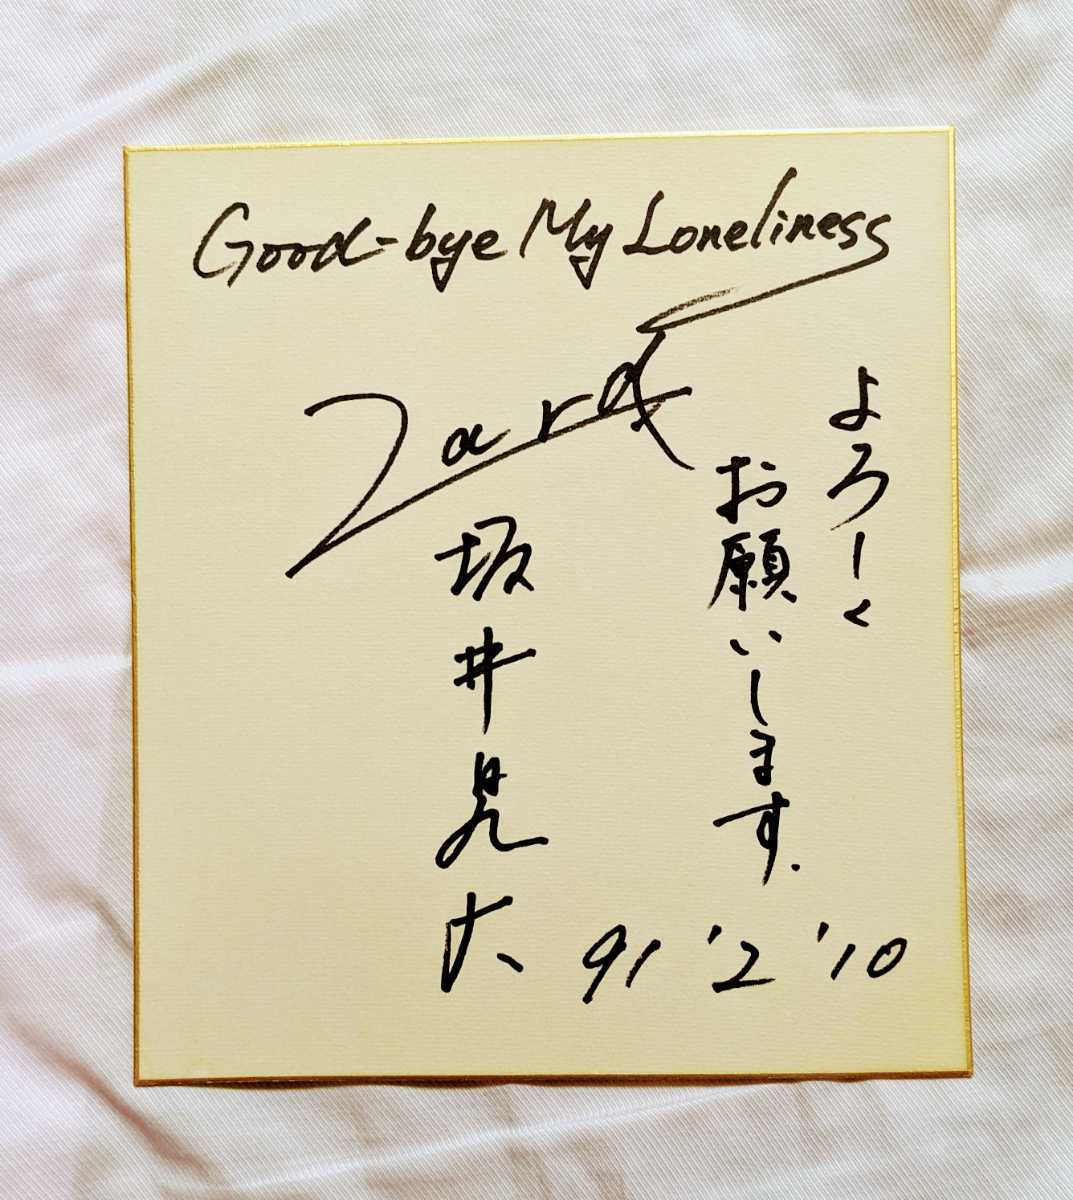 Good-bye My Loneliness
Zard
よろしく
お願いします.
坂井泉水
91 '2 '10